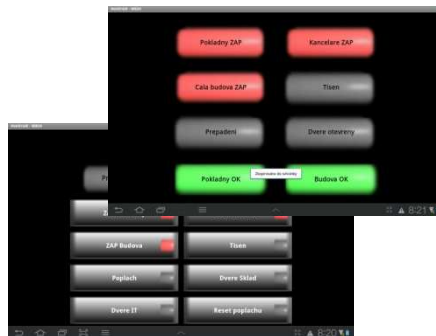 Pokladny ZAP
Kancelare ZAP
Cala budova ZAP
Tisen
Prepadeni
Dvere otevreny
Pokladny OK
Budova OK
8:21
ZAP Budova
Tisen
Poplach
Dvere Sklad
Dvere IT
Reset poplachu
8:20